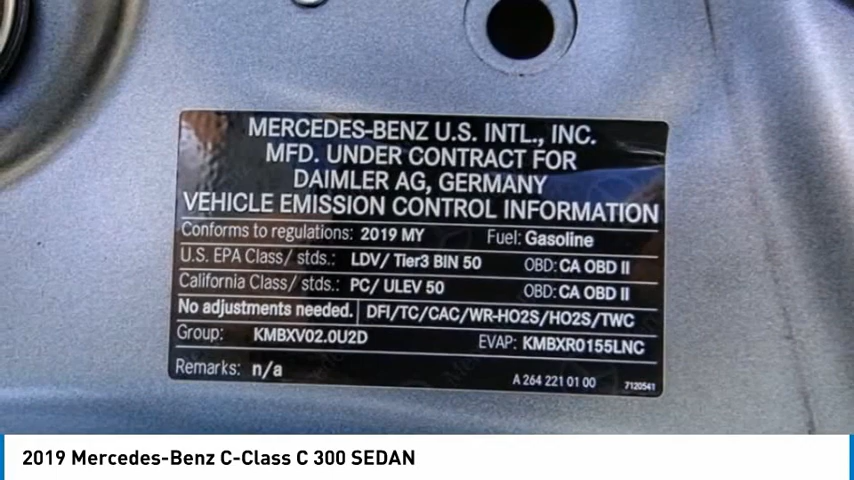 MERCEDES-BENZ U.S. INTL., INC.
MFD. UNDER CONTRACT FOR
DAIMLER AG, GERMANY
VEHICLE EMISSION CONTROL INFORMATION
Conforms to regulations: 2019 MY Fuel: Gasoline
U.S. EPA Class/ stds.: LDV/ Tier3 BIN 50 OBD: CA OBD II
California Class/ stds.: PC/ ULEV 50 OBD: CA OBD II
No adjustments needed. DFI/TC/CAC/WR-HO2S/HO2S/TWC
Group: KMBXV02.0U2D EVAP: KMBXR0155LNC
Remarks: n/a A 264 221 01 00 7120541
2019 Mercedes-Benz C-Class C 300 SEDAN